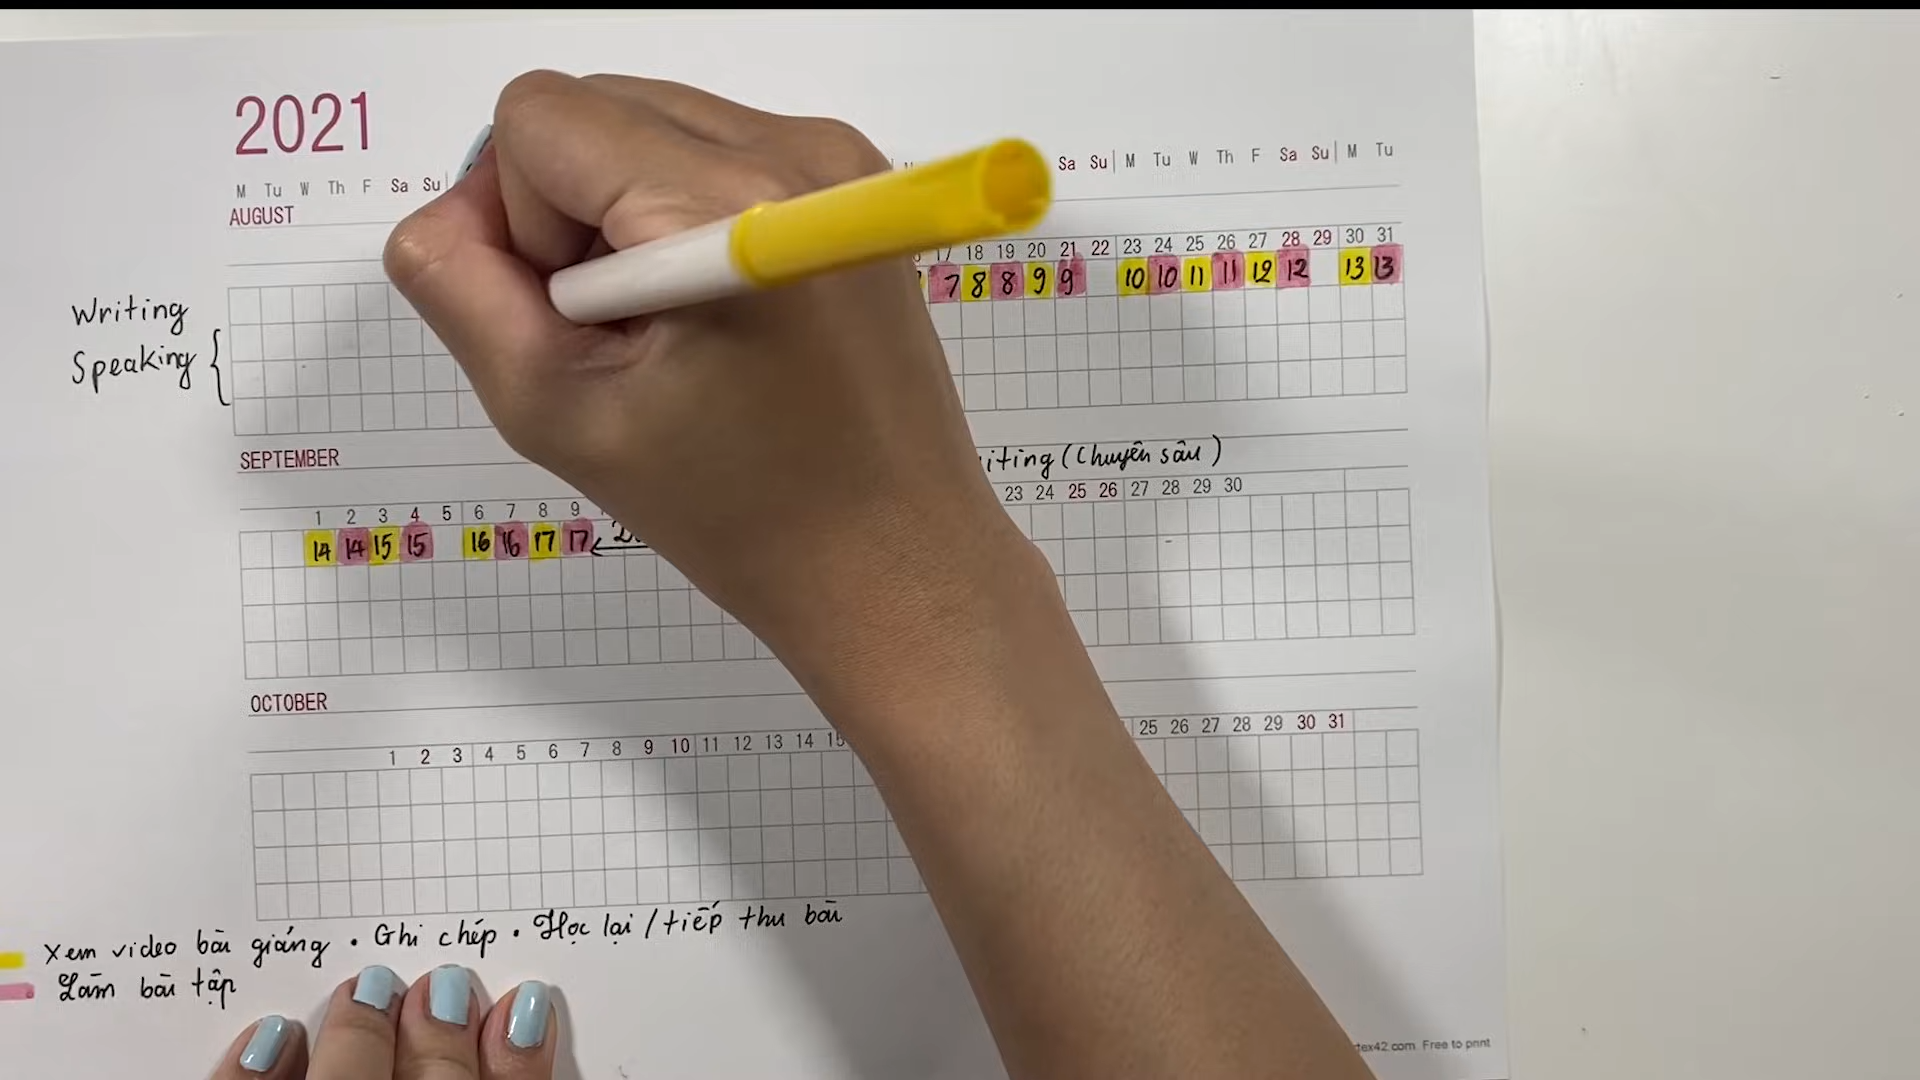 2021
M Tu W Th F Sa Su Sa Su M Tu W Th F Sa Su M Tu
AUGUST
17 18 19 20 21 22 23 24 25 26 27 28 29 30 31
7 8 8 9 9 10 10 11 11 12 12 13 13
Writing
Speaking {
SEPTEMBER
(Chuyên sâu)
1 2 3 4 5 6 7 8 9 23 24 25 26 27 28 29 30
14 14 15 15 16 16 17 17
OCTOBER
1 2 3 4 5 6 7 8 9 10 11 12 13 14 15 25 26 27 28 29 30 31
Xem video bài giảng • Ghi chép • Học lại / tiếp thu bài
Làm bài tập
Free to print